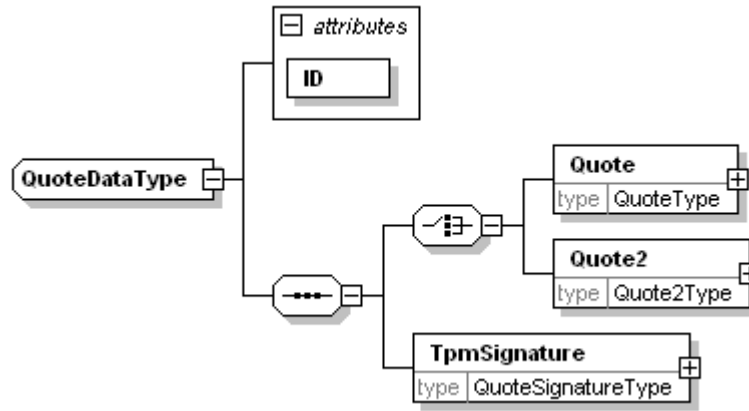 attributes
ID
QuoteDataType
Quote
type QuoteType
Quote2
type Quote2Type
TpmSignature
type QuoteSignatureType